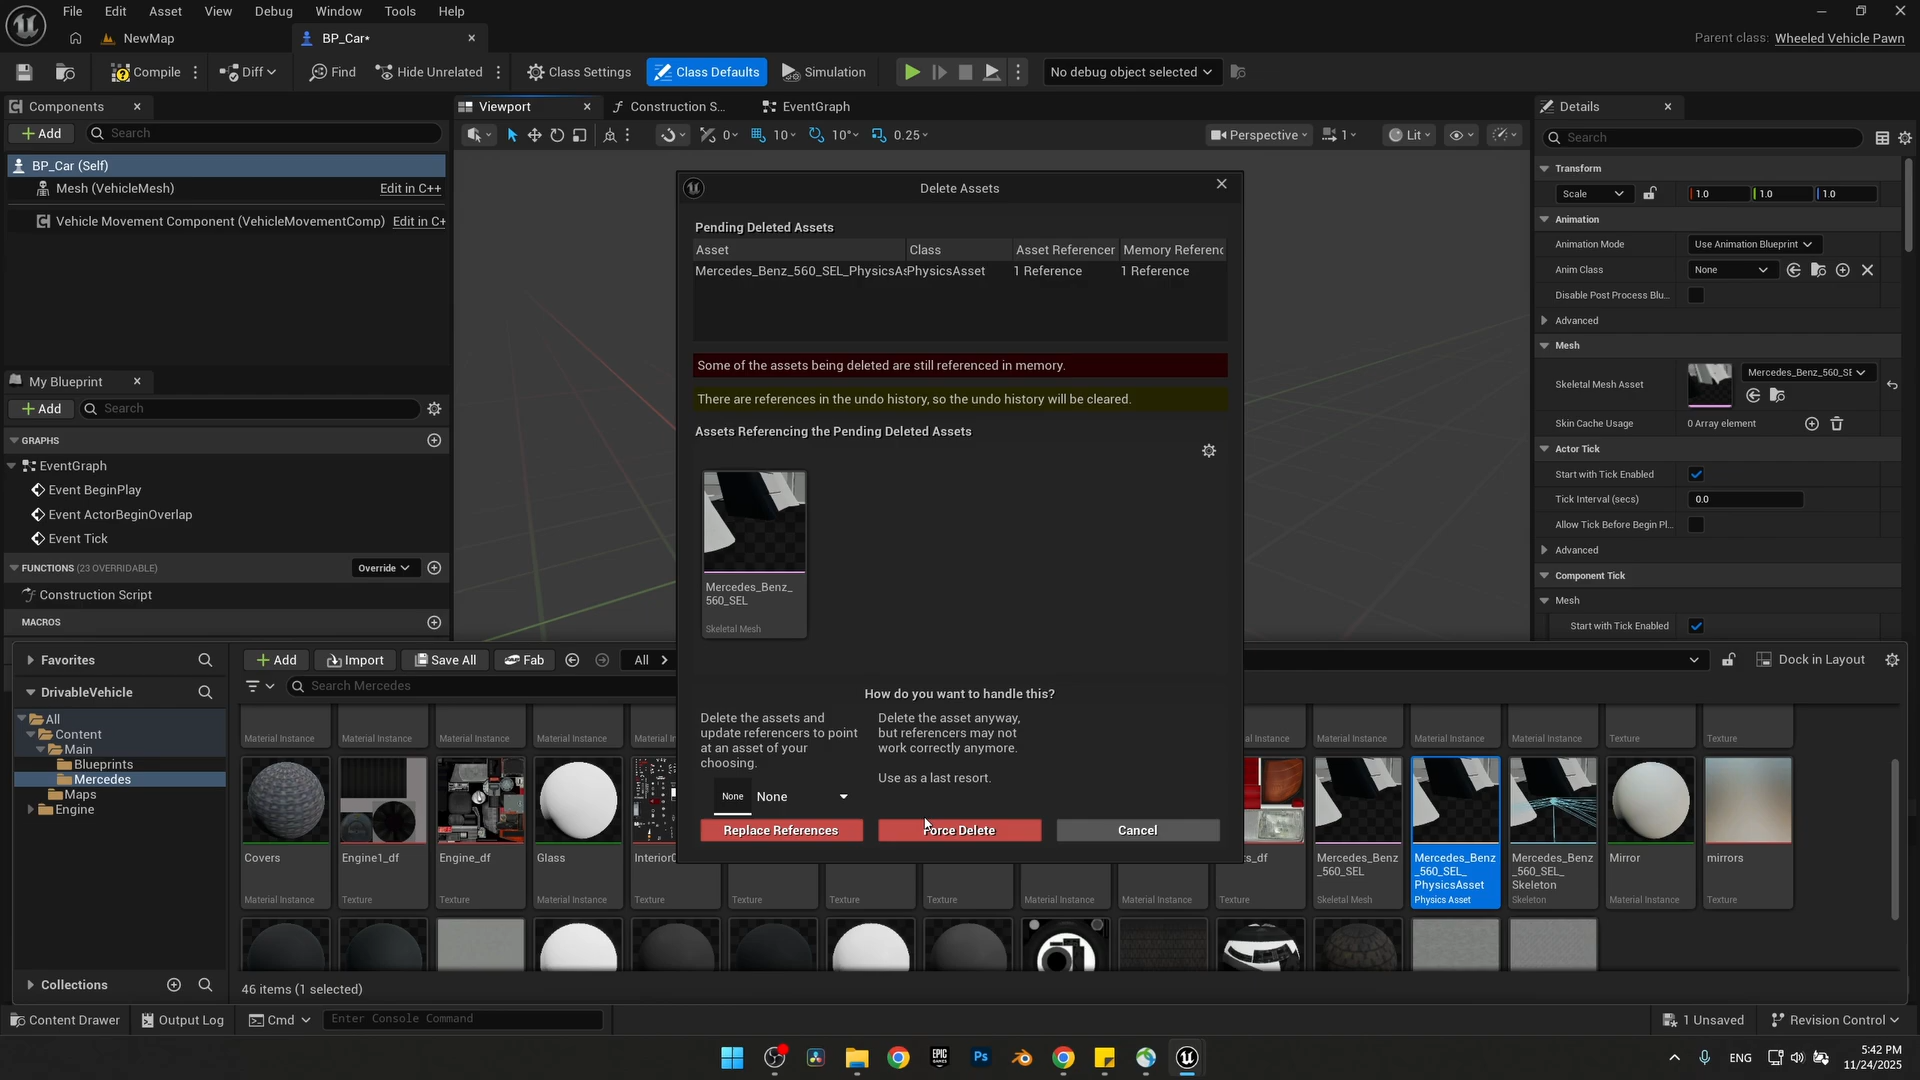 File Edit Asset View Debug Window Tools Help
NewMap BP_Car* Parent class: Wheeled Vehicle Pawn
Compile Diff Find Hide Unrelated Class Settings Class Defaults Simulation No debug object selected
Components Viewport Construction S... EventGraph Details
Add Search 0 10 10° 0.25 Perspective 1 Lit Search
BP_Car (Self)
Mesh (VehicleMesh) Edit in C++
Vehicle Movement Component (VehicleMovementComp) Edit in C+
My Blueprint
Add Search
GRAPHS
EventGraph
Event BeginPlay
Event ActorBeginOverlap
Event Tick
FUNCTIONS (23 OVERRIDABLE) Override
Construction Script
MACROS
Delete Assets
Pending Deleted Assets
Asset Class Asset Referencer Memory Referenc
Mercedes_Benz_560_SEL_PhysicsAs PhysicsAsset 1 Reference 1 Reference
Some of the assets being deleted are still referenced in memory.
There are references in the undo history, so the undo history will be cleared.
Assets Referencing the Pending Deleted Assets
Mercedes_Benz_
560_SEL
Skeletal Mesh
How do you want to handle this?
Delete the assets and
update referencers to point
at an asset of your
choosing.
Delete the asset anyway,
but referencers may not
work correctly anymore.
Use as a last resort.
None None
Replace References Force Delete Cancel
Transform
Scale 1.0 1.0 1.0
Animation
Animation Mode Use Animation Blueprint
Anim Class None
Disable Post Process Blu...
Advanced
Mesh
Skeletal Mesh Asset Mercedes_Benz_560_SE
Skin Cache Usage 0 Array element
Actor Tick
Start with Tick Enabled
Tick Interval (secs) 0.0
Allow Tick Before Begin Pl...
Advanced
Component Tick
Mesh
Start with Tick Enabled
Favorites
DrivableVehicle
All
Content
Main
Blueprints
Mercedes
Maps
Engine
Collections
Add Import Save All Fab All Dock in Layout
Search Mercedes
Material Instance Material Instance Material Instance Material Instance Material Instance Material Instance Material Instance Texture Texture
Covers Engine1_df Engine_df Glass
Mercedes_Benz
_560_SEL
Mercedes_Benz
_560_SEL_
PhysicsAsset
Mercedes_Benz
_560_SEL_
Skeleton
Mirror mirrors
Material Instance Texture Texture Material Instance Texture Texture Texture Texture Material Instance Material Instance Texture Skeletal Mesh Physics Asset Skeleton Material Instance Texture
46 items (1 selected)
Content Drawer Output Log Cmd Enter Console Command 1 Unsaved Revision Control
EPIC GAMES Ps ENG 5:42 PM
11/24/2025